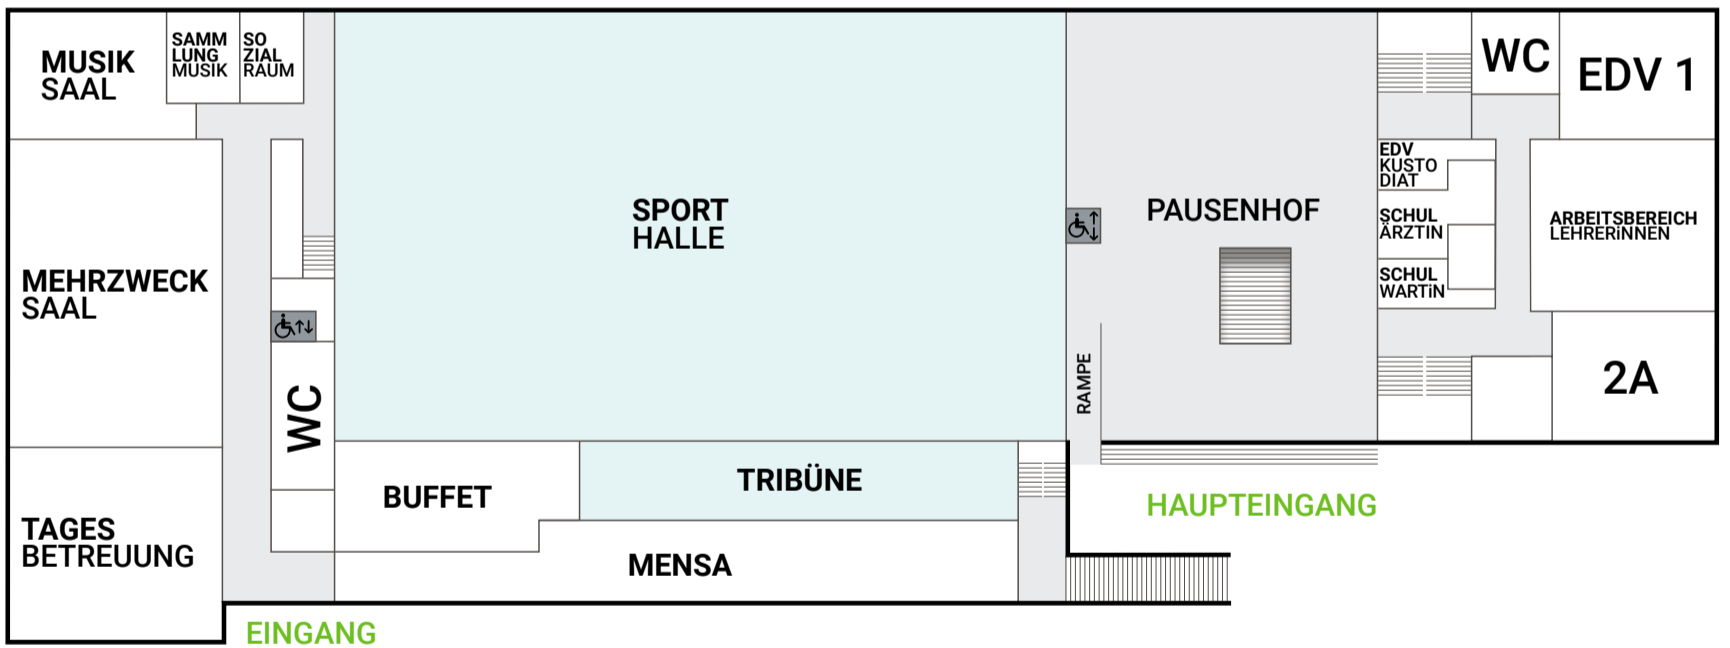 MUSIK
SAAL
SAMM
LUNG
MUSIK
SO
ZIAL
RAUM
WC
EDV 1
EDV
KUSTO
DIAT
SPORT
HALLE
PAUSENHOF
SCHUL
ÄRZTIN
ARBEITSBEREICH
LEHRERiNNEN
MEHRZWECK
SAAL
SCHUL
WARTiN
RAMPE
2A
WC
BUFFET
TRIBÜNE
HAUPTEINGANG
TAGES
BETREUUNG
MENSA
EINGANG